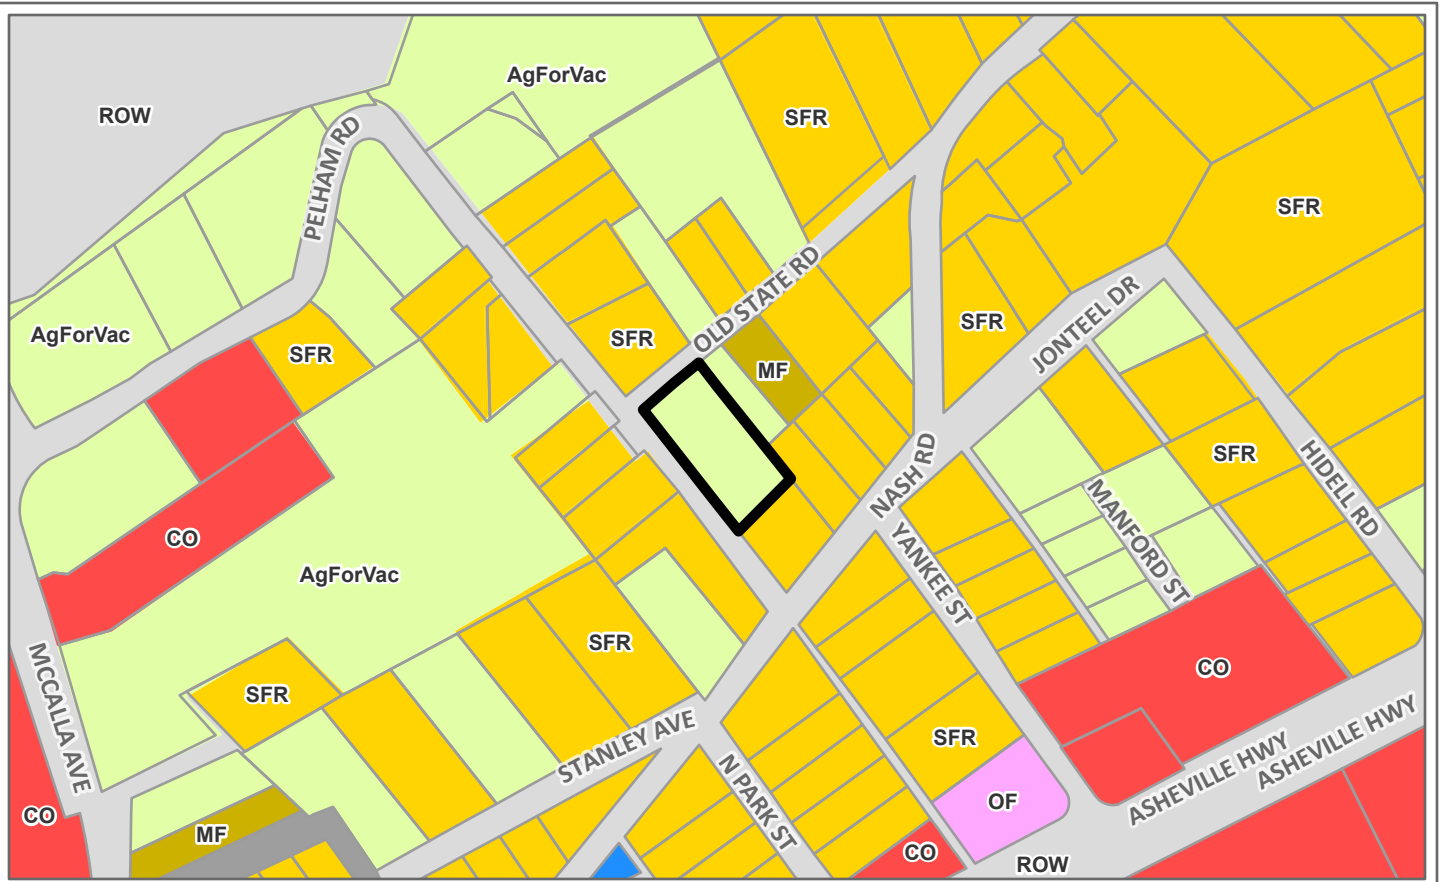 AgForVac
ROW
SFR
PELHAM RD
SFR
OLD STATE RD
AgForVac
SFR
SFR
SFR
JONTEEL DR
MF
SFR
HIDELL RD
NASH RD
MANFORD ST
CO
AgForVac
YANKEE ST
SFR
CO
MCCALLA AVE
SFR
STANLEY AVE
SFR
ASHEVILLE HWY
ASHEVILLE HWY
N PARK ST
OF
CO
MF
CO
ROW